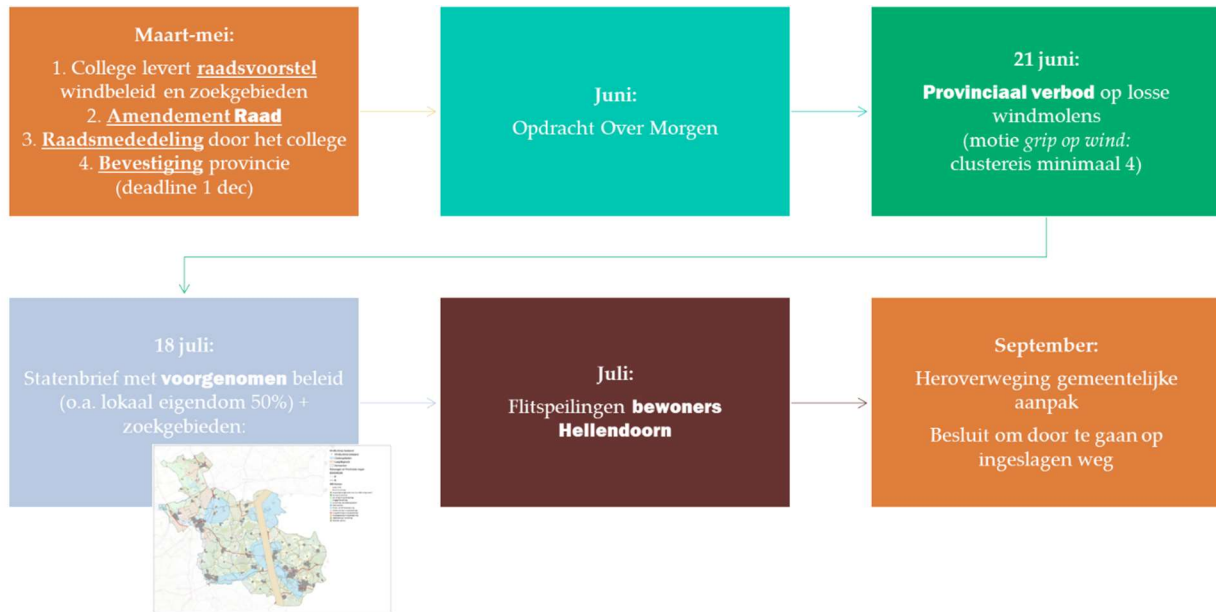 Maart-mei:
1. College levert raadsvoorstel
windbeleid en zoekgebieden
2. Amendement Raad
3. Raadsmededeling door het college
4. Bevestiging provincie
(deadline 1 dec)
Juni:
Opdracht Over Morgen
21 juni:
Provinciaal verbod op losse
windmolens
(motie grip op wind:
clustereis minimaal 4)
18 juli:
Statenbrief met voorgenomen beleid
(o.a. lokaal eigendom 50%) +
zoekgebieden:
Juli:
Flitspeilingen bewoners
Hellendoorn
September:
Heroverweging gemeentelijke
aanpak
Besluit om door te gaan op
ingeslagen weg